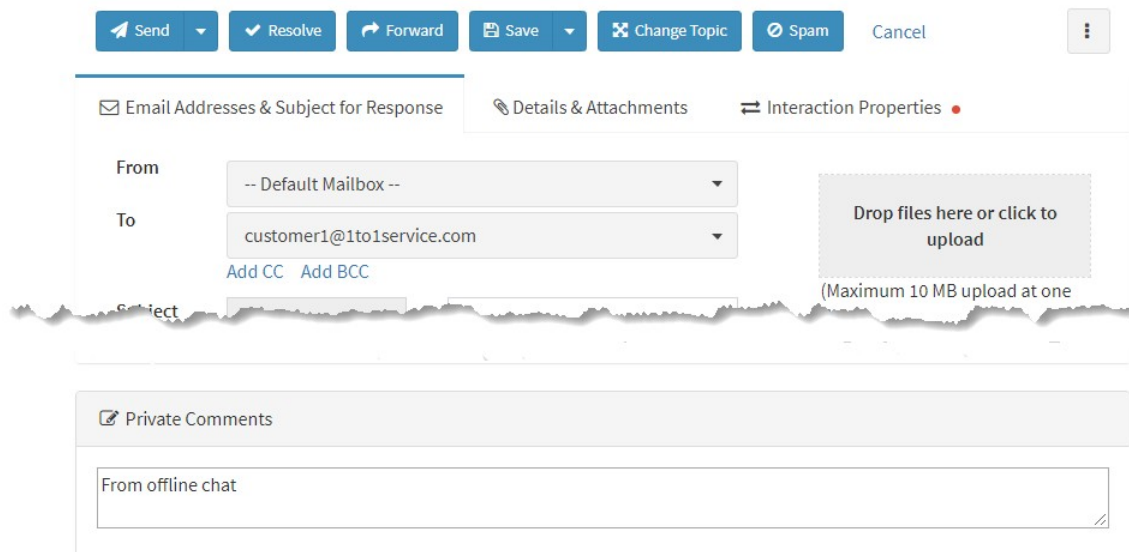 Send Resolve Forward Save Change Topic Spam Cancel
Email Addresses & Subject for Response Details & Attachments Interaction Properties
From -- Default Mailbox --
To customer1@1to1service.com
Drop files here or click to
upload
Add CC Add BCC
Subject
(Maximum 10 MB upload at one
Private Comments
From offline chat